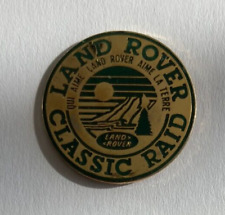 LAND ROVER
QUI AIME LAND ROVER AIME LA TERRE
LAND-
ROVER
CLASSIC RAID